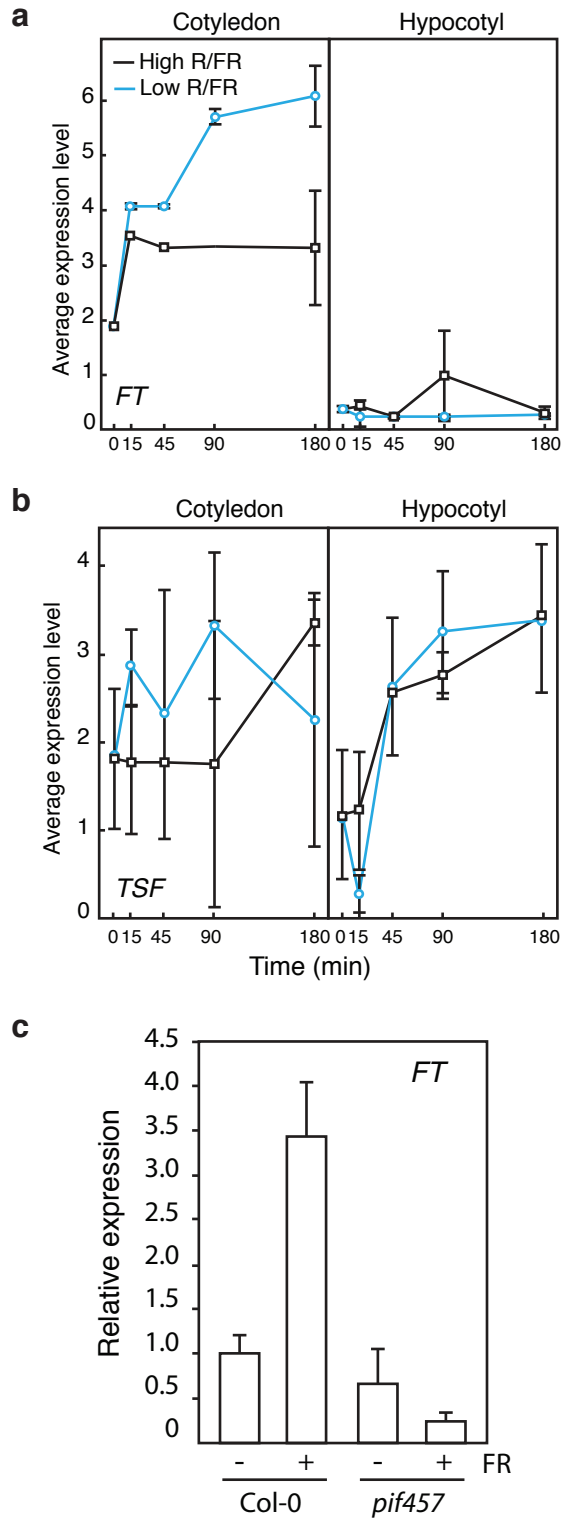 a
Cotyledon Hypocotyl
High R/FR
Low R/FR
Average expression level
6
5
4
3
2
1
0
FT
0 15 45 90 180 0 15 45 90 180
b
Cotyledon Hypocotyl
Average expression level
4
3
2
1
0
TSF
0 15 45 90 180 0 15 45 90 180
Time (min)
c
FT
Relative expression
4.5
4.0
3.5
3.0
2.5
2.0
1.5
1.0
0.5
0
- + - + FR
Col-0 pif457